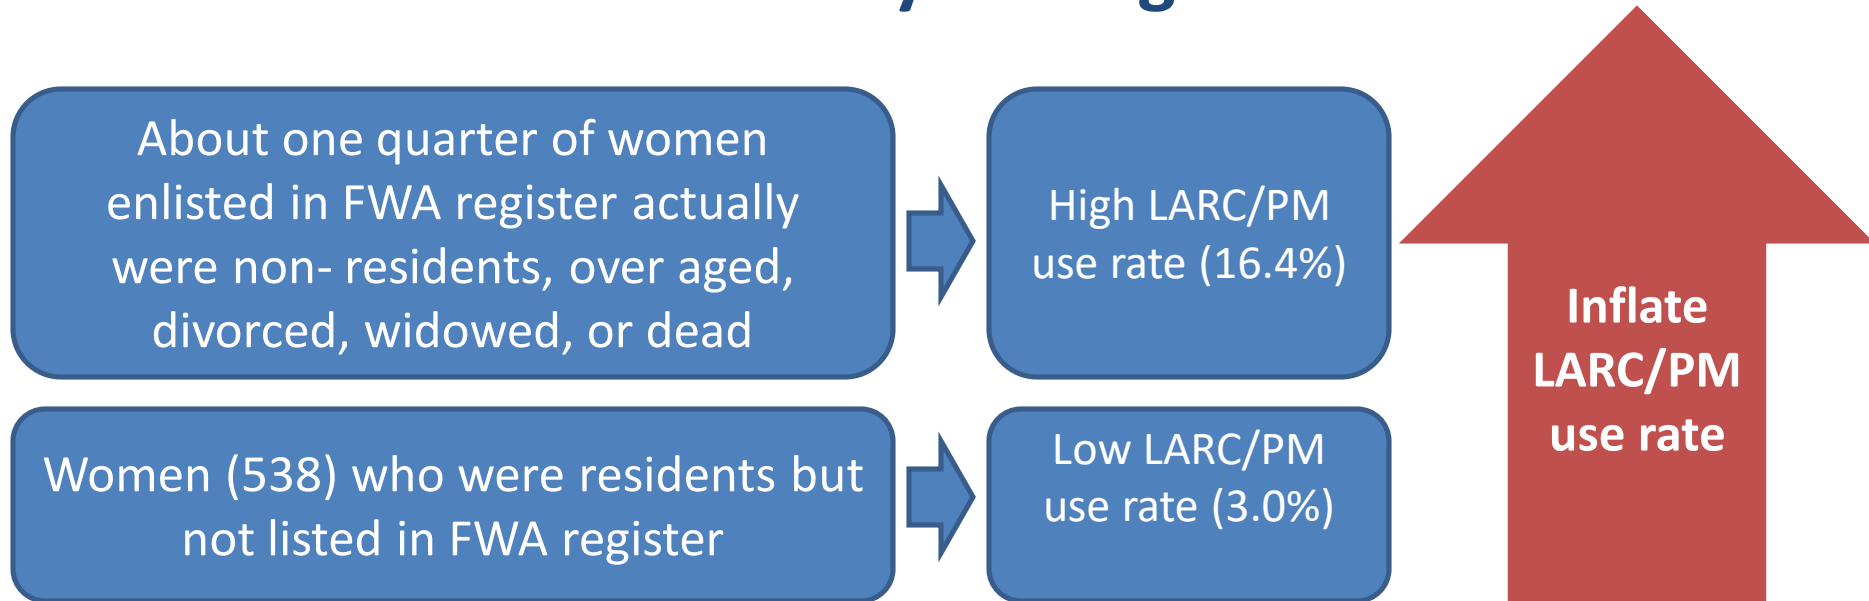 About one quarter of women
enlisted in FWA register actually
were non- residents, over aged,
divorced, widowed, or dead
High LARC/PM
use rate (16.4%)
Women (538) who were residents but
not listed in FWA register
Low LARC/PM
use rate (3.0%)
Inflate
LARC/PM
use rate